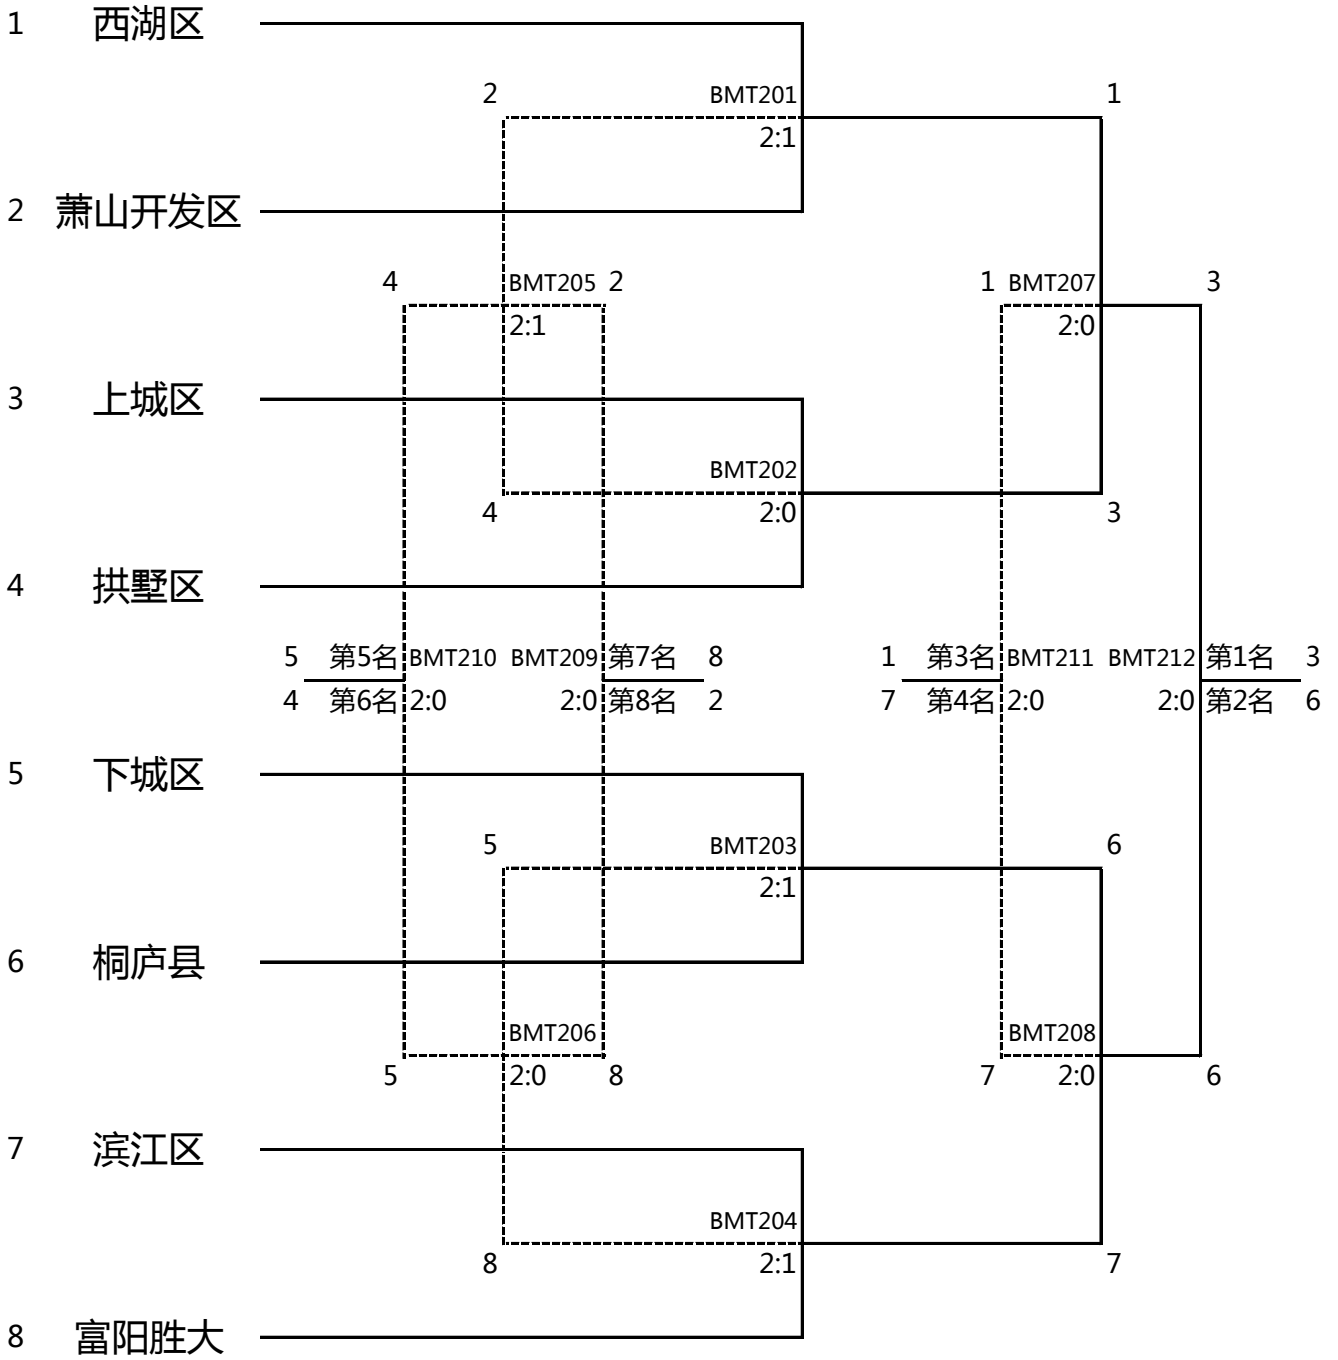 1 西湖区
2 BMT201 1
2:1
2 萧山开发区
4 BMT205 2 1 BMT207 3
2:1 2:0
3 上城区
BMT202
4 2:0 3
4 拱墅区
5 第5名 BMT210 BMT209 第7名 8 1 第3名 BMT211 BMT212 第1名 3
4 第6名 2:0 2:0 第8名 2 7 第4名 2:0 2:0 第2名 6
5 下城区
5 BMT203 6
2:1
6 桐庐县
BMT206 BMT208
5 2:0 8 7 2:0 6
7 滨江区
BMT204
8 2:1 7
8 富阳胜大